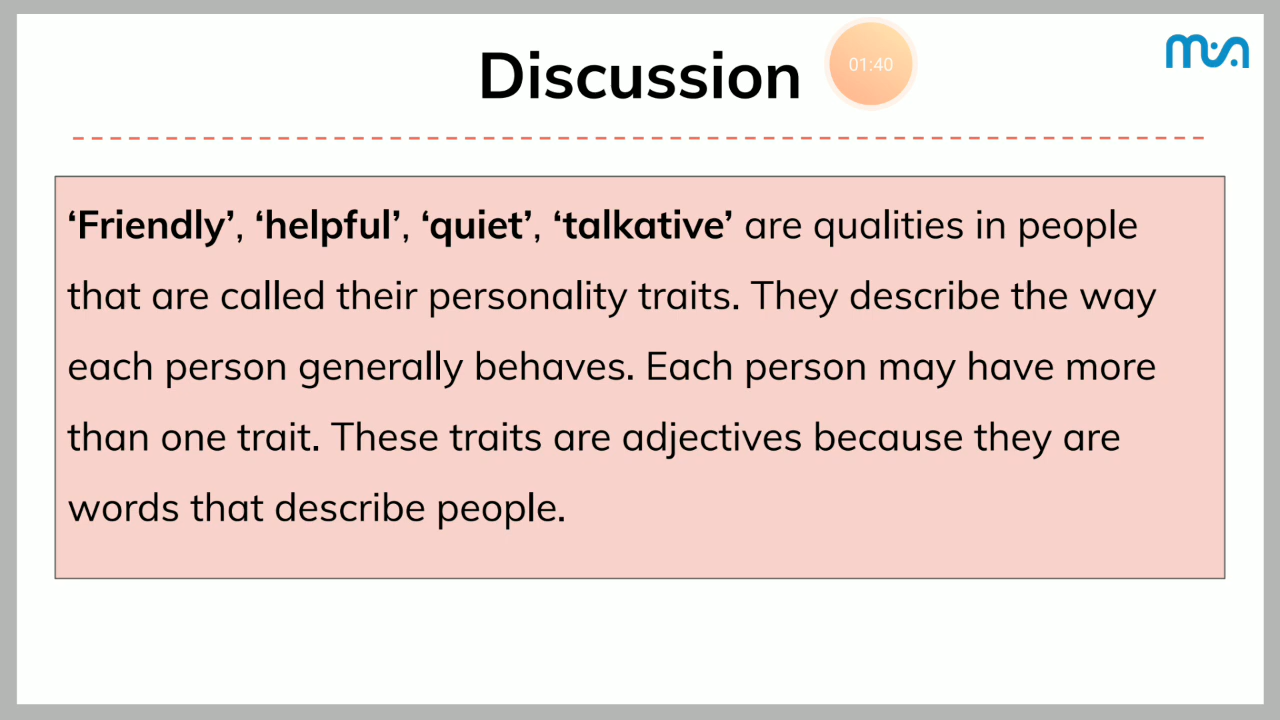 Discussion
01:40
‘Friendly’, ‘helpful’, ‘quiet’, ‘talkative’ are qualities in people
that are called their personality traits. They describe the way
each person generally behaves. Each person may have more
than one trait. These traits are adjectives because they are
words that describe people.